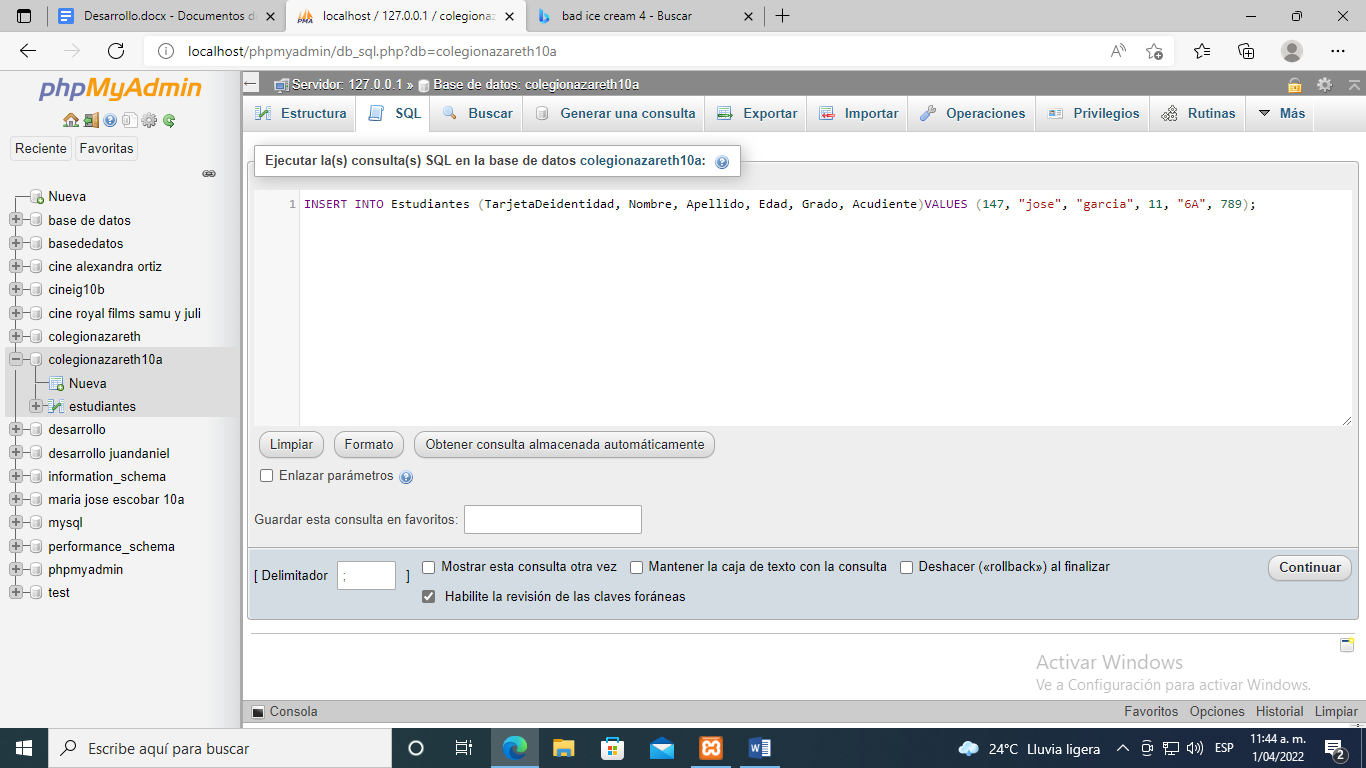 Desarrollo.docx - Documentos d
localhost / 127.0.0.1 / colegionaza
bad ice cream 4 - Buscar
localhost/phpmyadmin/db_sql.php?db=colegionazareth10a
phpMyAdmin
Reciente
Favoritas
Nueva
base de datos
basededatos
cine alexandra ortiz
cineig10b
cine royal films samu y juli
colegionazareth
colegionazareth10a
Nueva
estudiantes
desarrollo
desarrollo juandaniel
information_schema
maria jose escobar 10a
mysql
performance_schema
phpmyadmin
test
Servidor: 127.0.0.1 » Base de datos: colegionazareth10a
Estructura
SQL
Buscar
Generar una consulta
Exportar
Importar
Operaciones
Privilegios
Rutinas
Más
Ejecutar la(s) consulta(s) SQL en la base de datos colegionazareth10a:
1 INSERT INTO Estudiantes (TarjetaDeidentidad, Nombre, Apellido, Edad, Grado, Acudiente)VALUES (147, "jose", "garcia", 11, "6A", 789);
Limpiar
Formato
Obtener consulta almacenada automáticamente
Enlazar parámetros
Guardar esta consulta en favoritos:
[ Delimitador ; ]
Mostrar esta consulta otra vez
Mantener la caja de texto con la consulta
Deshacer («rollback») al finalizar
Continuar
Habilite la revisión de las claves foráneas
Activar Windows
Ve a Configuración para activar Windows.
Consola
Favoritos Opciones Historial Limpiar
Escribe aquí para buscar
24°C Lluvia ligera
ESP
11:44 a. m.
1/04/2022
2